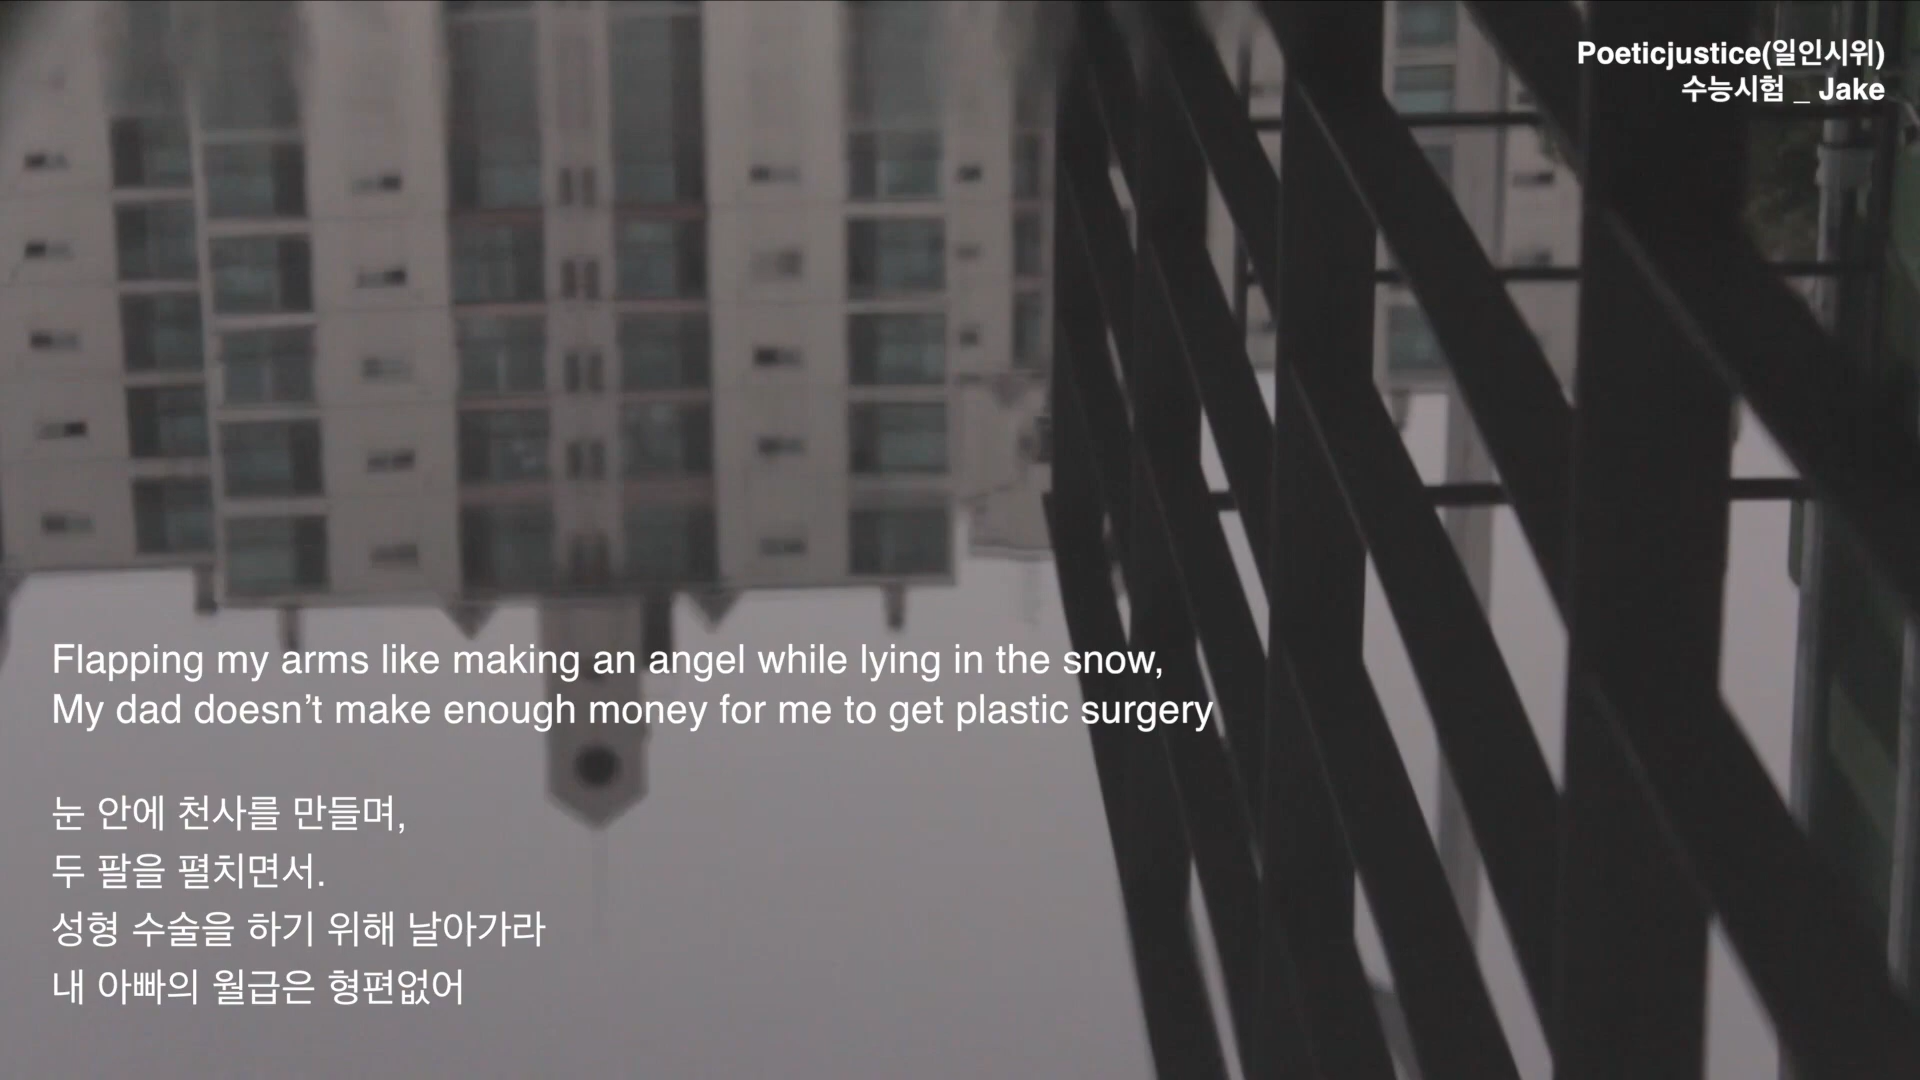 Poeticjustice(일인시위)
수능시험 _ Jake
Flapping my arms like making an angel while lying in the snow,
My dad doesn’t make enough money for me to get plastic surgery
눈 안에 천사를 만들며,
두 팔을 펼치면서.
성형 수술을 하기 위해 날아가라
내 아빠의 월급은 형편없어